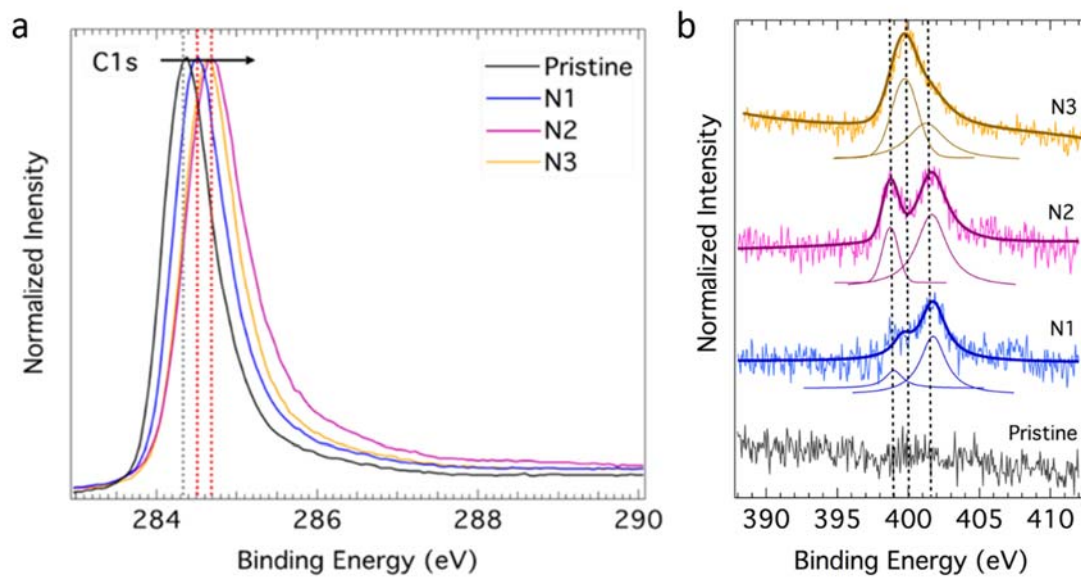 a
C1s
Pristine
N1
N2
N3
Normalized Inensity
284
286
288
290
Binding Energy (eV)
b
N3
N2
N1
Pristine
Normalized Intensity
390
395
400
405
410
Binding Energy (eV)